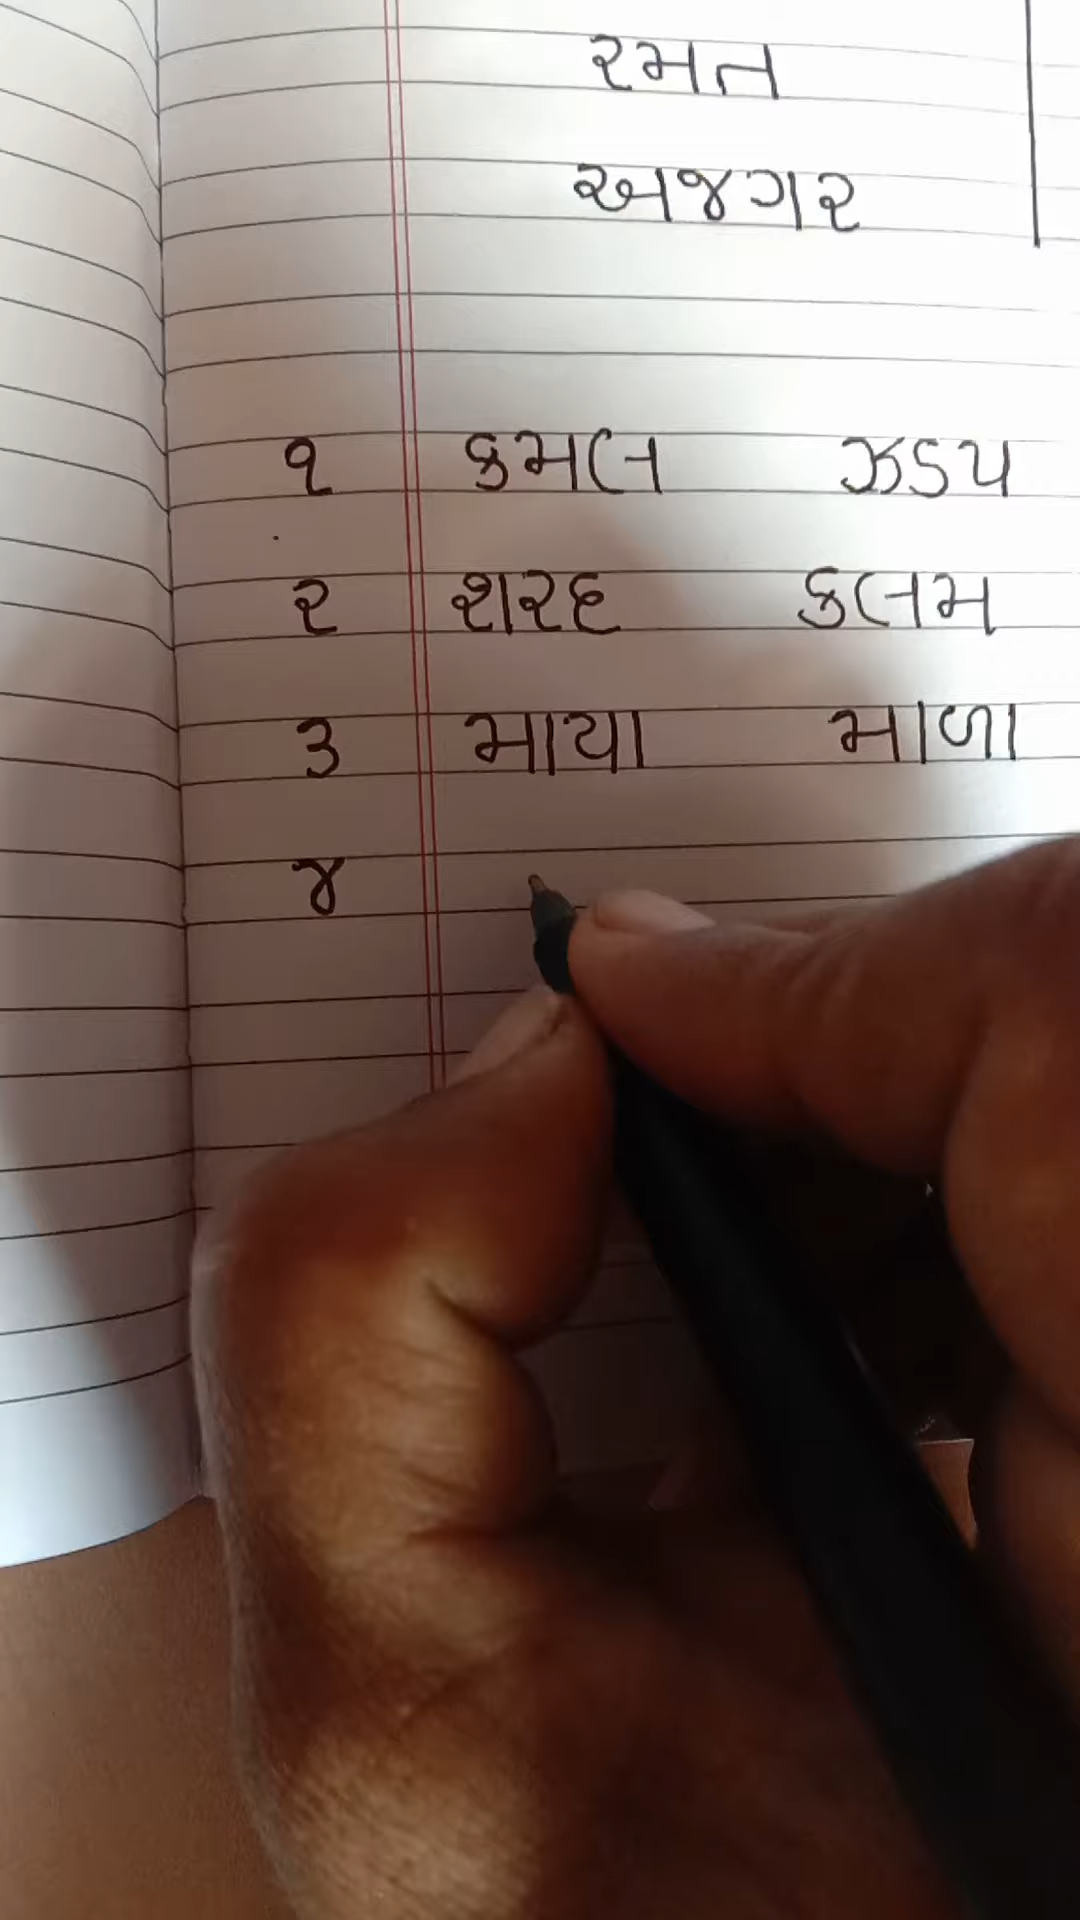 રમત
અજગર
૧ કમલ ઝડપ
૨ શરદ કલમ
૩ માયા માળા
૪